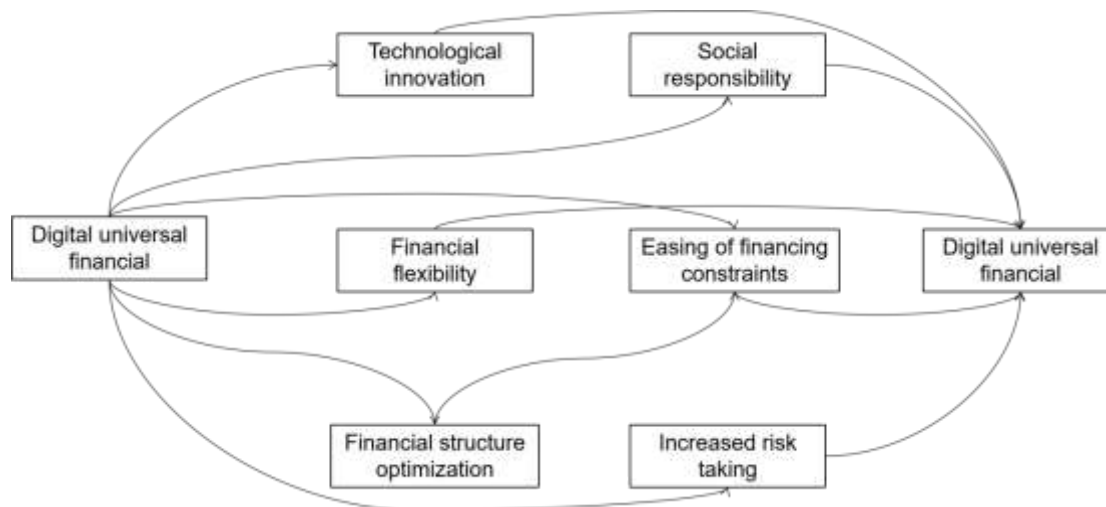 Technological
innovation
Social
responsibility
Digital universal
financial
Financial
flexibility
Easing of financing
constraints
Digital universal
financial
Financial structure
optimization
Increased risk
taking